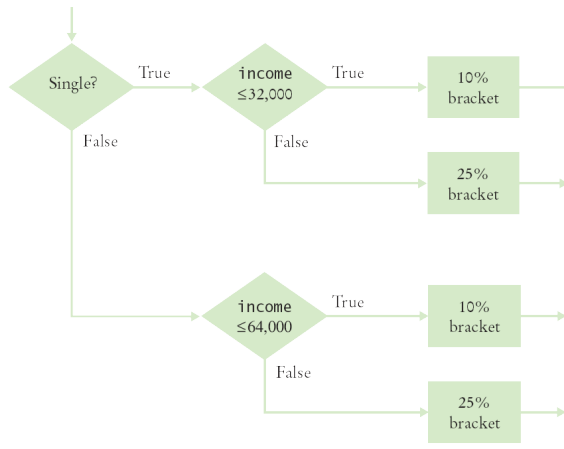 Single?
True
income
≤32,000
True
10%
bracket
False
False
25%
bracket
income
≤64,000
True
10%
bracket
False
25%
bracket